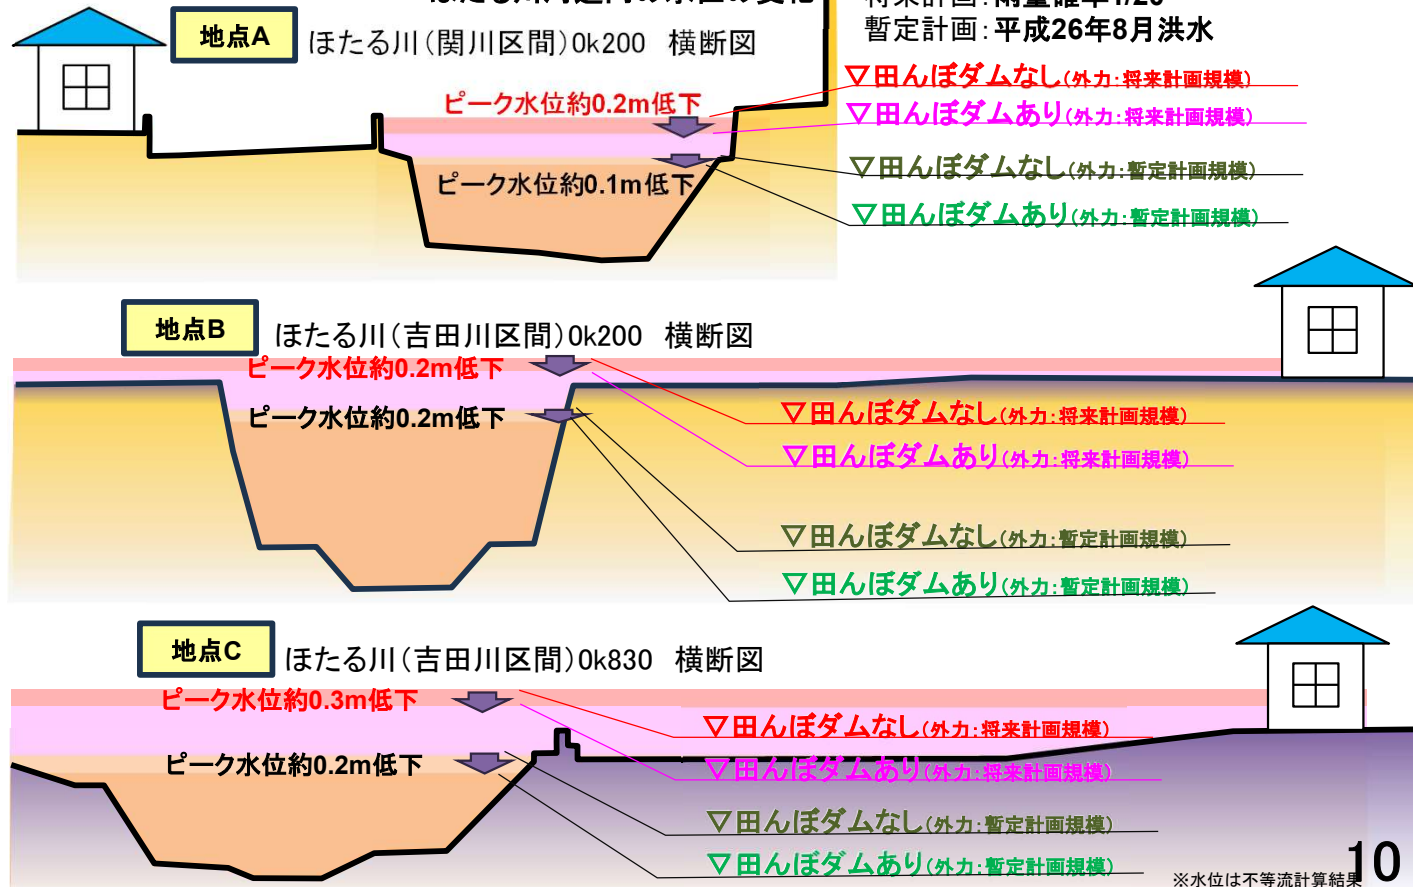 地点A
ほたる川(関川区間)0k200 横断図
暫定計画:平成26年8月洪水
▽田んぼダムなし(外力:将来計画規模)
ピーク水位約0.2m低下
▽田んぼダムあり(外力:将来計画規模)
▽田んぼダムなし(外力:暫定計画規模)
ピーク水位約0.1m低下
▽田んぼダムあり(外力:暫定計画規模)
地点B
ほたる川(吉田川区間)0k200 横断図
ピーク水位約0.2m低下
ピーク水位約0.2m低下
▽田んぼダムなし(外力:将来計画規模)
▽田んぼダムあり(外力:将来計画規模)
▽田んぼダムなし(外力:暫定計画規模)
▽田んぼダムあり(外力:暫定計画規模)
地点C
ほたる川(吉田川区間)0k830 横断図
ピーク水位約0.3m低下
▽田んぼダムなし(外力:将来計画規模)
ピーク水位約0.2m低下
▽田んぼダムあり(外力:将来計画規模)
▽田んぼダムなし(外力:暫定計画規模)
▽田んぼダムあり(外力:暫定計画規模)
※水位は不等流計算結果
10